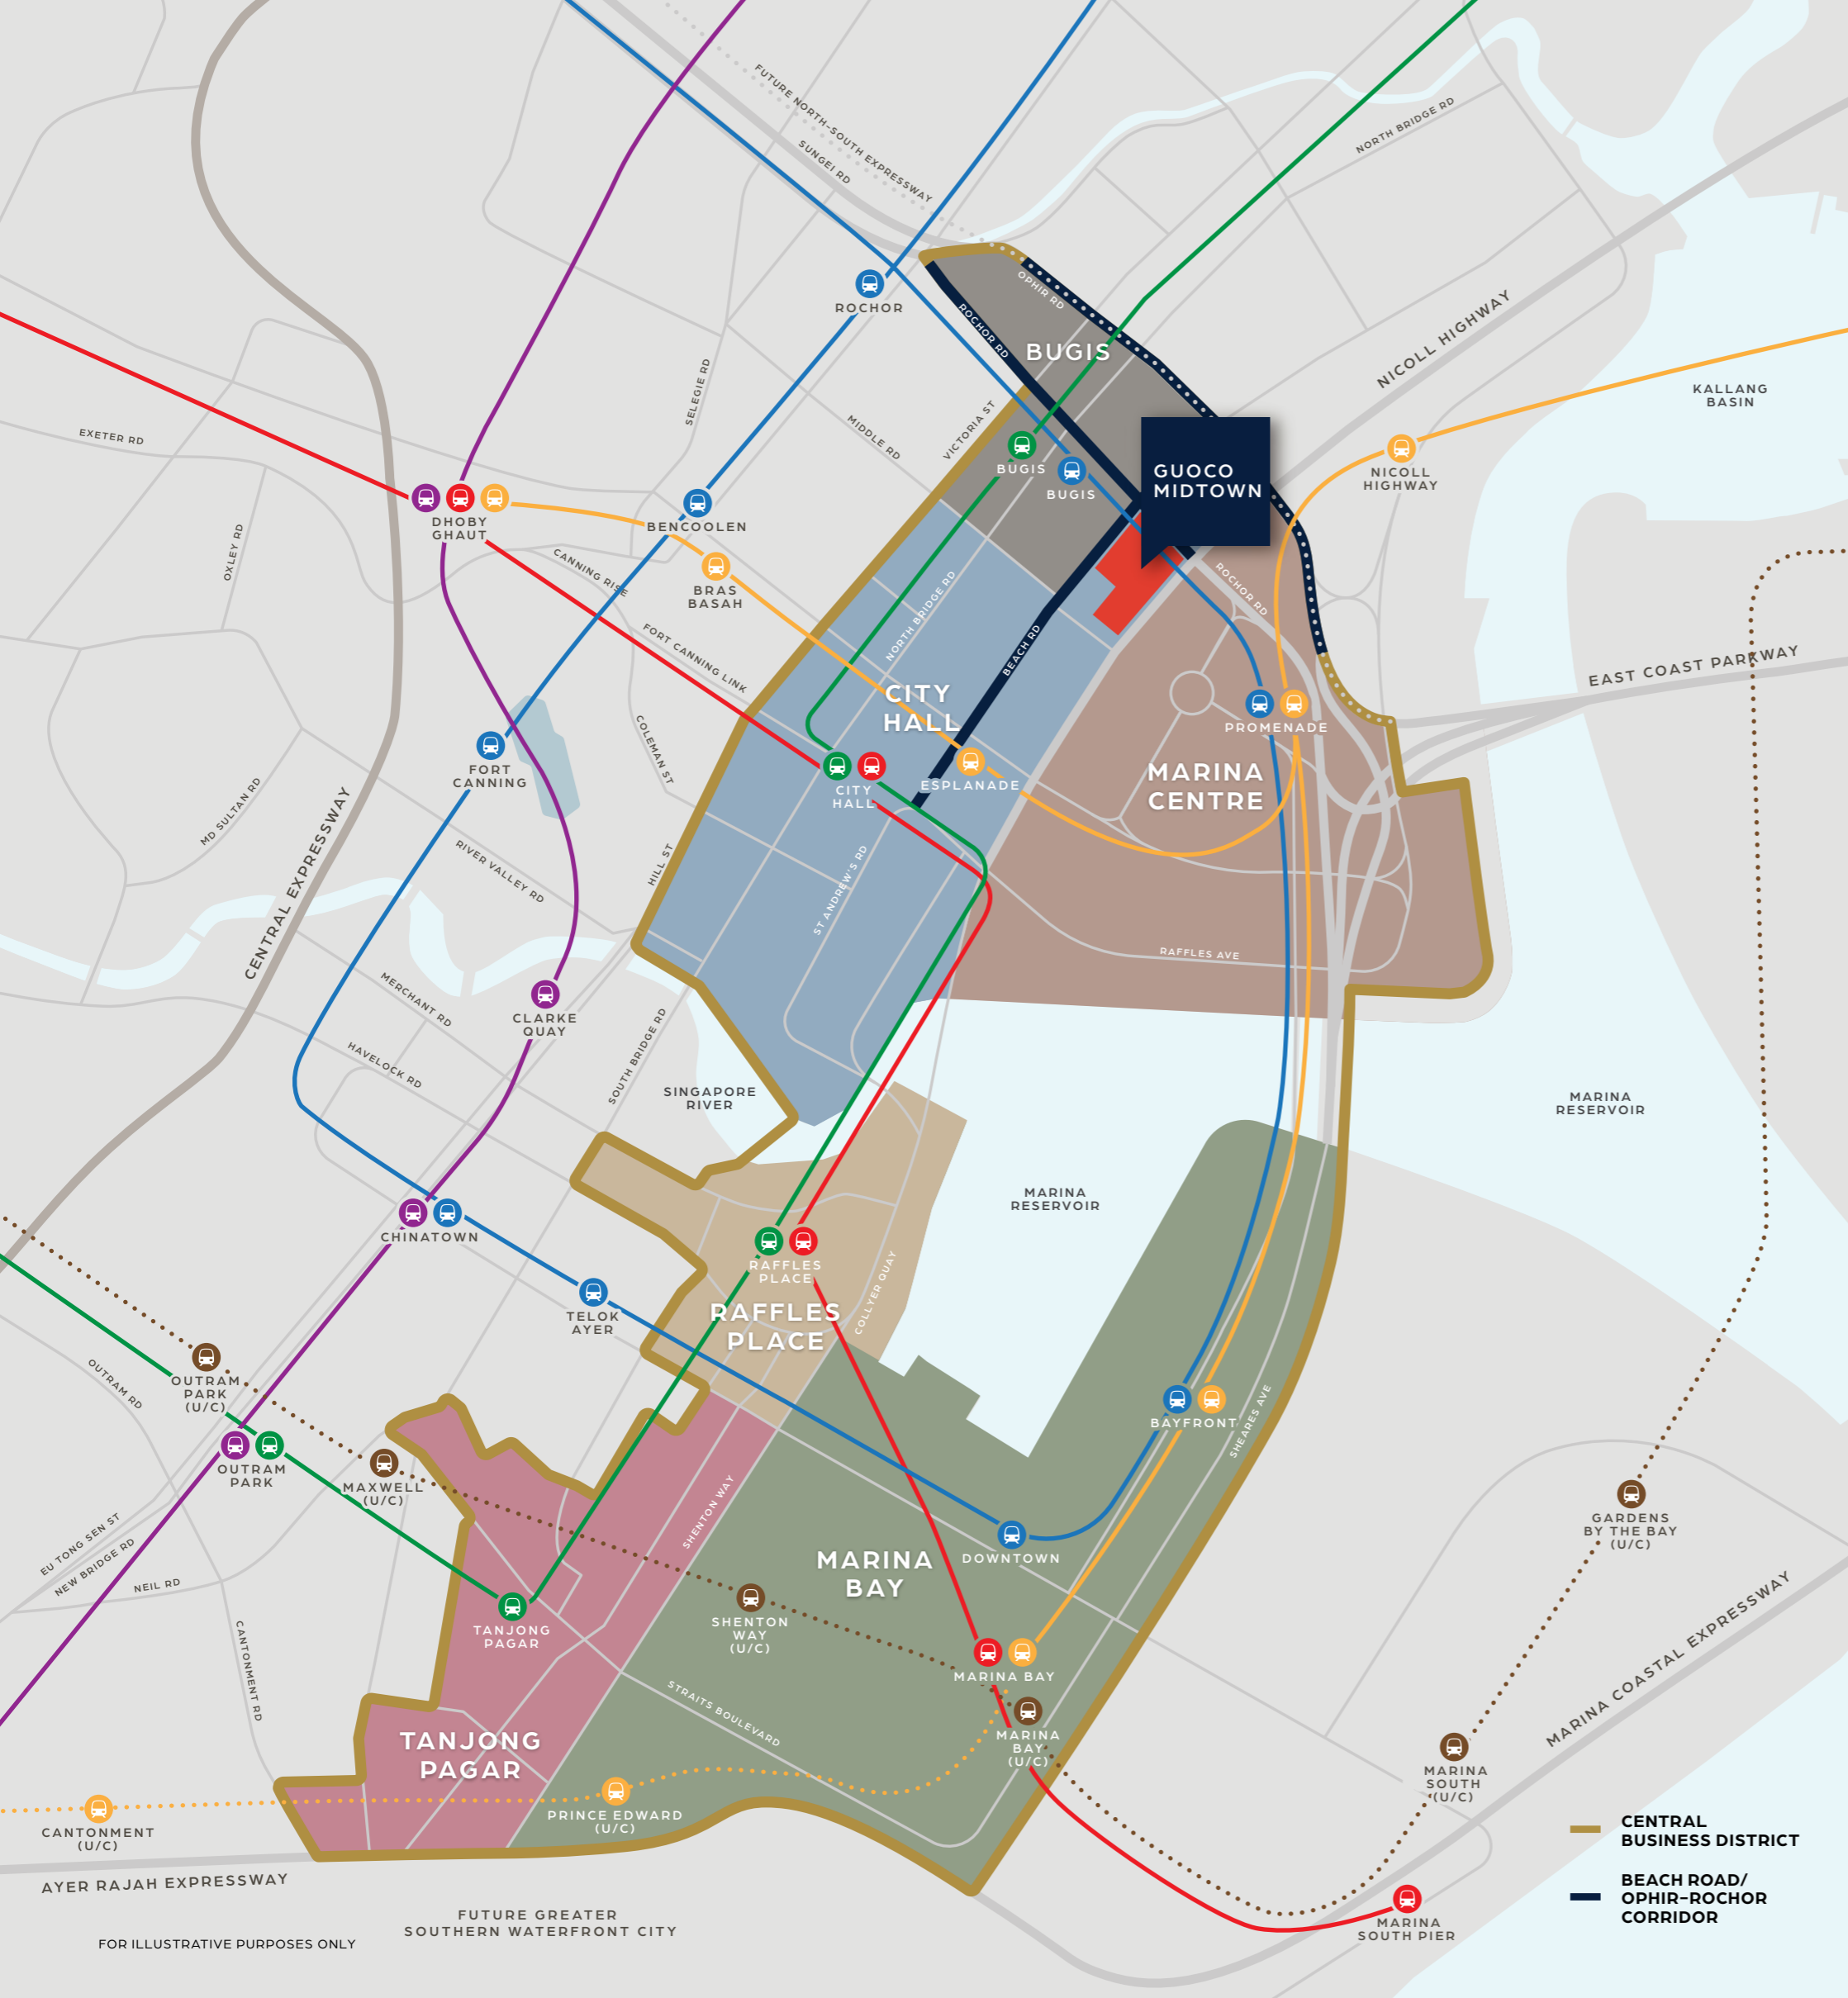 FUTURE NORTH-SOUTH EXPRESSWAY
SUNGEI RD
NORTH BRIDGE RD
ROCHOR
OPHIR RD
ROCHOR RD
BUGIS
NICOLL HIGHWAY
KALLANG
BASIN
SELEGIE RD
MIDDLE RD
VICTORIA ST
EXETER RD
BUGIS
BUGIS
GUOCO
MIDTOWN
NICOLL
HIGHWAY
DHOBY
GHAUT
BENCOOLEN
OXLEY RD
CANNING RISE
BRAS
BASAH
NORTH BRIDGE RD
ROCHOR RD
FORT CANNING LINK
BEACH RD
EAST COAST PARKWAY
CITY
HALL
PROMENADE
COLEMAN ST
FORT
CANNING
CITY
HALL
ESPLANADE
MARINA
CENTRE
MD SULTAN RD
CENTRAL EXPRESSWAY
RIVER VALLEY RD
HILL ST
ST ANDREW'S RD
RAFFLES AVE
MERCHANT RD
CLARKE
QUAY
HAVELOCK RD
SOUTH BRIDGE RD
SINGAPORE
RIVER
MARINA
RESERVOIR
MARINA
RESERVOIR
CHINATOWN
RAFFLES
PLACE
COLLYER QUAY
TELOK
AYER
RAFFLES
PLACE
OUTRAM RD
OUTRAM
PARK
(U/C)
BAYFRONT
SHEARES AVE
OUTRAM
PARK
MAXWELL
(U/C)
SHENTON WAY
GARDENS
BY THE BAY
(U/C)
EU TONG SEN ST
NEW BRIDGE RD
NEIL RD
MARINA
BAY
DOWNTOWN
TANJONG
PAGAR
SHENTON
WAY
(U/C)
CANTONMENT RD
MARINA BAY
STRAITS BOULEVARD
MARINA
BAY
(U/C)
MARINA COASTAL EXPRESSWAY
TANJONG
PAGAR
MARINA
SOUTH
(U/C)
PRINCE EDWARD
(U/C)
CANTONMENT
(U/C)
CENTRAL
BUSINESS DISTRICT
AYER RAJAH EXPRESSWAY
BEACH ROAD/
OPHIR-ROCHOR
CORRIDOR
FUTURE GREATER
SOUTHERN WATERFRONT CITY
MARINA
SOUTH PIER
FOR ILLUSTRATIVE PURPOSES ONLY